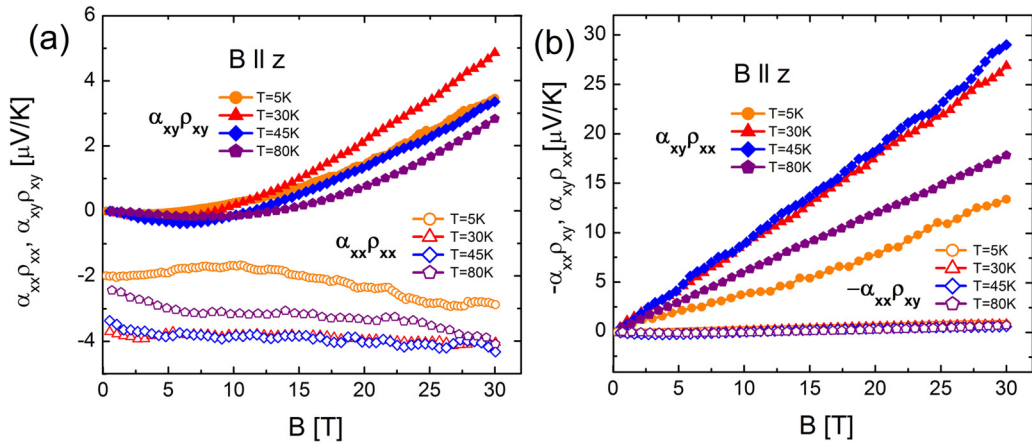 (a)
B ll z
α_xyρ_xy
T=5K
T=30K
T=45K
T=80K
α_xxρ_xx
T=5K
T=30K
T=45K
T=80K
6
4
2
0
-2
-4
0
5
10
15
20
25
30
α_xxρ_xx, α_xyρ_xy [μV/K]
B [T]
(b)
B ll z
α_xyρ_xx
T=5K
T=30K
T=45K
T=80K
-α_xxρ_xy
T=5K
T=30K
T=45K
T=80K
30
25
20
15
10
5
0
0
5
10
15
20
25
30
-α_xxρ_xy, α_xyρ_xx[μV/K]
B [T]